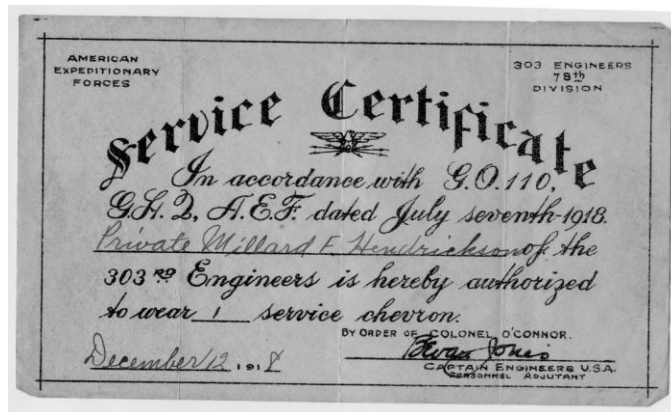 AMERICAN
EXPEDITIONARY
FORCES
303 ENGINEERS
78th
DIVISION
Service Certificate
In accordance with G.O.110,
G.H.Q, A.E.F. dated July seventh-1918.
Private Millard F. Hendrickson of the
303RD Engineers is hereby authorized
to wear 1 service chevron.
BY ORDER OF COLONEL O'CONNOR.
December 12 1918
Evan Jones
CAPTAIN ENGINEERS U.S.A.
PERSONNEL ADJUTANT